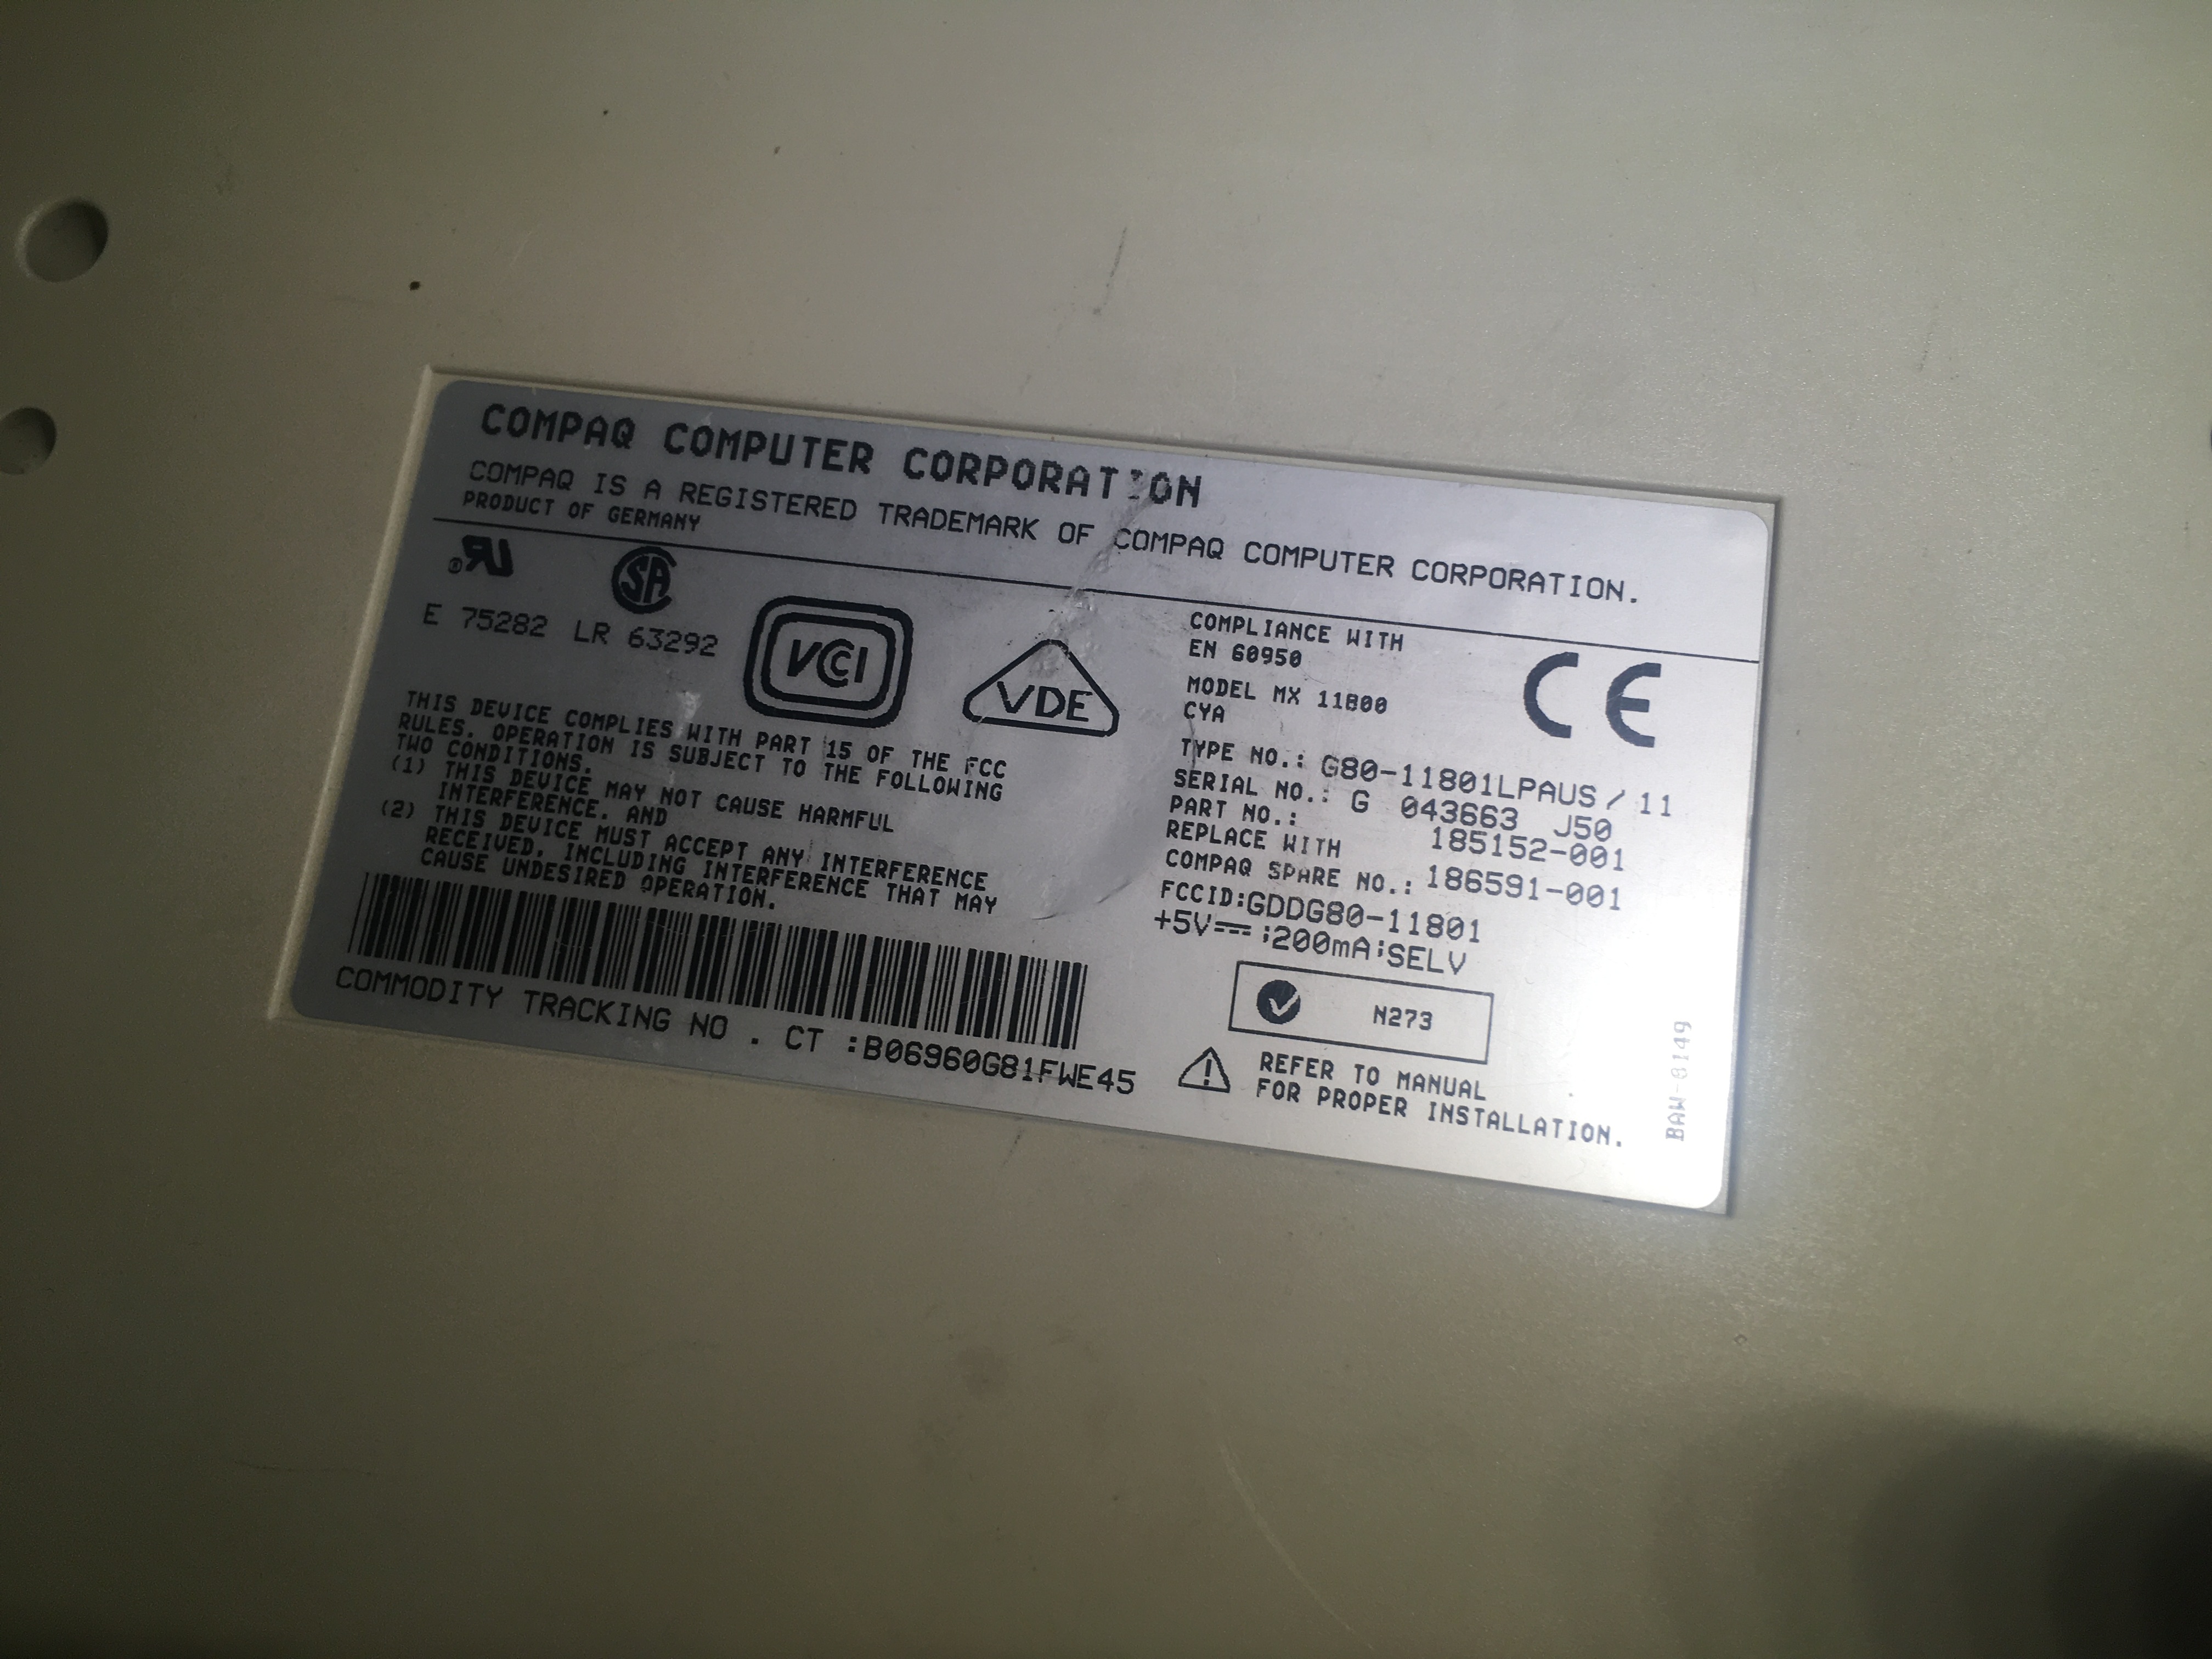 COMPAQ COMPUTER CORPORATION
COMPAQ IS A REGISTERED TRADEMARK OF COMPAQ COMPUTER CORPORATION.
PRODUCT OF GERMANY
E 75282 LR 63292
VCCI
VDE
COMPLIANCE WITH
EN 60950
MODEL MX 11800
CYA
CE
THIS DEVICE COMPLIES WITH PART 15 OF THE FCC
RULES. OPERATION IS SUBJECT TO THE FOLLOWING
TWO CONDITIONS.
(1) THIS DEVICE MAY NOT CAUSE HARMFUL
INTERFERENCE. AND
(2) THIS DEVICE MUST ACCEPT ANY INTERFERENCE
RECEIVED. INCLUDING INTERFERENCE THAT MAY
CAUSE UNDESIRED OPERATION.
COMMODITY TRACKING NO . CT :B06960G81FWE45
TYPE NO.: G80-11801LPAUS / 11
SERIAL NO.: G 043663 J50
PART NO.: 185152-001
REPLACE WITH
COMPAQ SPARE NO.: 186591-001
FCCID:GDDG80-11801
+5V⎓;200mA;SELV
N273
REFER TO MANUAL
FOR PROPER INSTALLATION.
BAW-8149